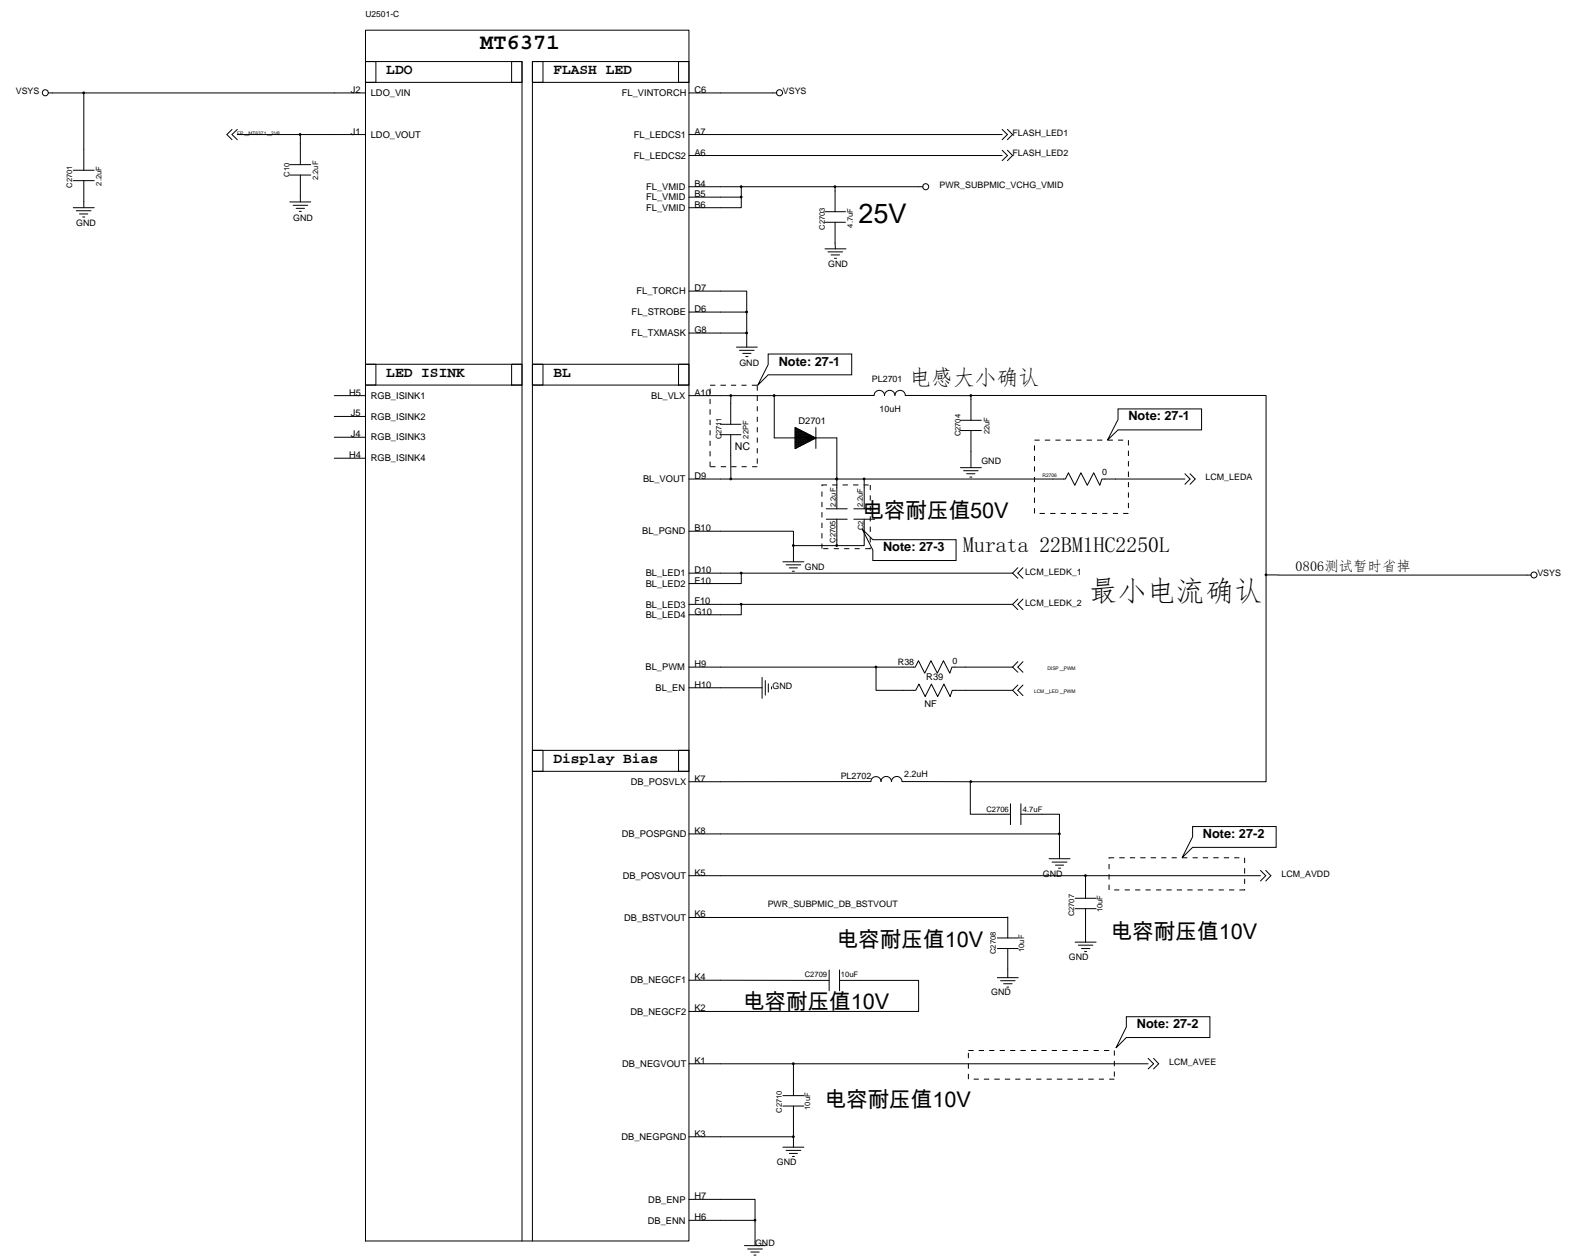 U2501-C
MT6371
LDO
FLASH LED
VSYS
J2
LDO_VIN
FL_VINTORCH
C6
VSYS
J1
LDO_VOUT
FL_LEDCS1
A7
FLASH_LED1
FL_LEDCS2
A6
FLASH_LED2
C2701
2.2uF
GND
C10
2.2uF
GND
FL_VMID
B4
PWR_SUBPMIC_VCHG_VMID
FL_VMID
B5
FL_VMID
B6
C2703
4.7uF
25V
GND
FL_TORCH
D7
FL_STROBE
D6
FL_TXMASK
G8
GND
LED ISINK
BL
Note: 27-1
PL2701
电感大小确认
10uH
H5
RGB_ISINK1
J5
RGB_ISINK2
J4
RGB_ISINK3
H4
RGB_ISINK4
BL_VLX
A10
C2711
22PF
NC
D2701
C2704
22uF
GND
Note: 27-1
R2706
0
LCM_LEDA
BL_VOUT
D9
2.2uF
2.2uF
C2705
C2
电容耐压值50V
BL_PGND
B10
Note: 27-3
Murata 22BM1HC2250L
GND
BL_LED1
D10
LCM_LEDK_1
BL_LED2
E10
BL_LED3
F10
LCM_LEDK_2
BL_LED4
G10
最小电流确认
0806测试暂时省掉
VSYS
BL_PWM
H9
R38
0
DISP_PWM
R39
NF
LCM_LED_PWM
BL_EN
H10
GND
Display Bias
DB_POSVLX
K7
PL2702
2.2uH
C2706
4.7uF
DB_POSPGND
K8
GND
Note: 27-2
DB_POSVOUT
K5
LCM_AVDD
C2707
10uF
电容耐压值10V
GND
PWR_SUBPMIC_DB_BSTVOUT
DB_BSTVOUT
K6
电容耐压值10V
C2708
10uF
GND
DB_NEGCF1
K4
C2709
10uF
电容耐压值10V
DB_NEGCF2
K2
Note: 27-2
DB_NEGVOUT
K1
LCM_AVEE
C2710
10uF
电容耐压值10V
DB_NEGPGND
K3
GND
DB_ENP
H7
DB_ENN
H6
GND